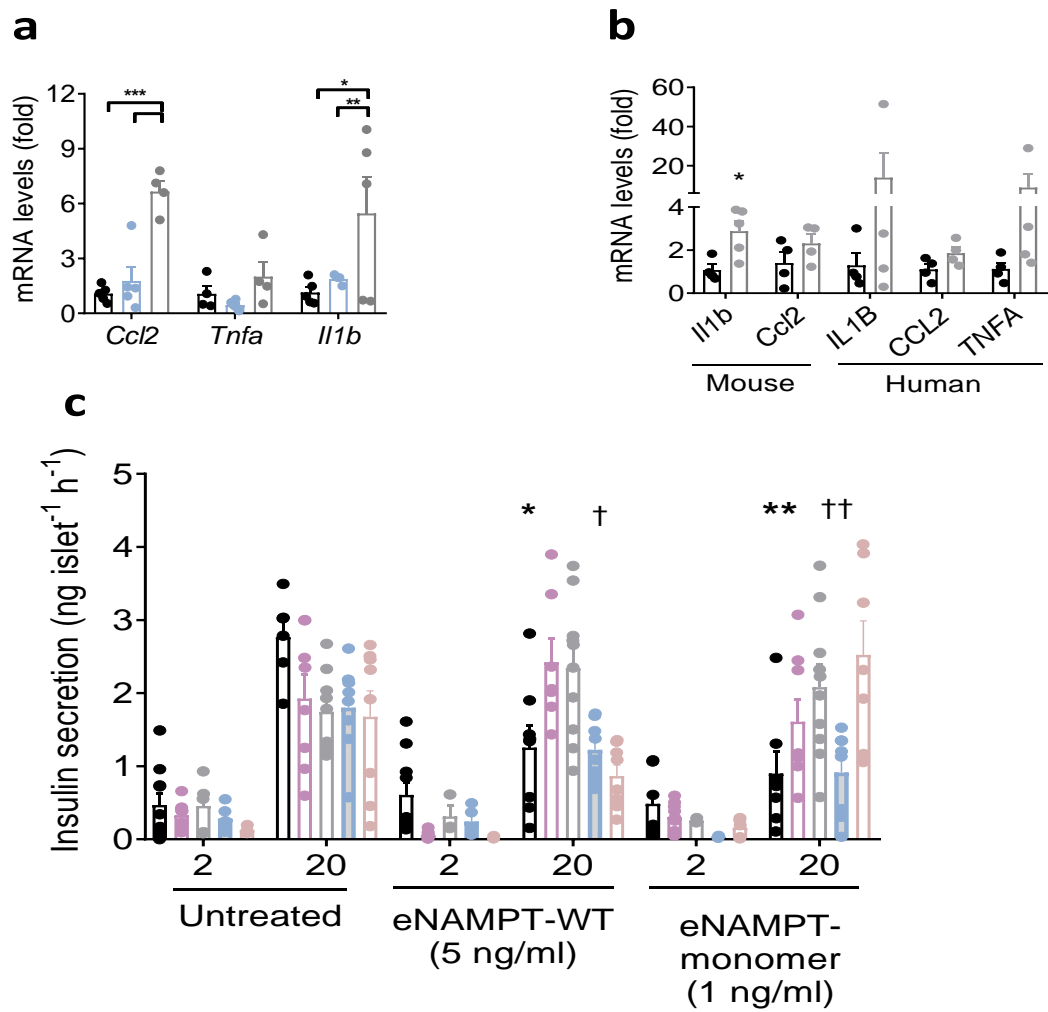 a
mRNA levels (fold)
12
9
6
3
0
***
*
**
Ccl2 Tnfa Il1b
b
mRNA levels (fold)
60
40
20
4
2
0
*
Il1b Ccl2 IL1B CCL2 TNFA
Mouse Human
c
Insulin secretion (ng islet-1 h-1)
5
4
3
2
1
0
* † ** ††
2 20 2 20 2 20
Untreated eNAMPT-WT (5 ng/ml) eNAMPT-monomer (1 ng/ml)